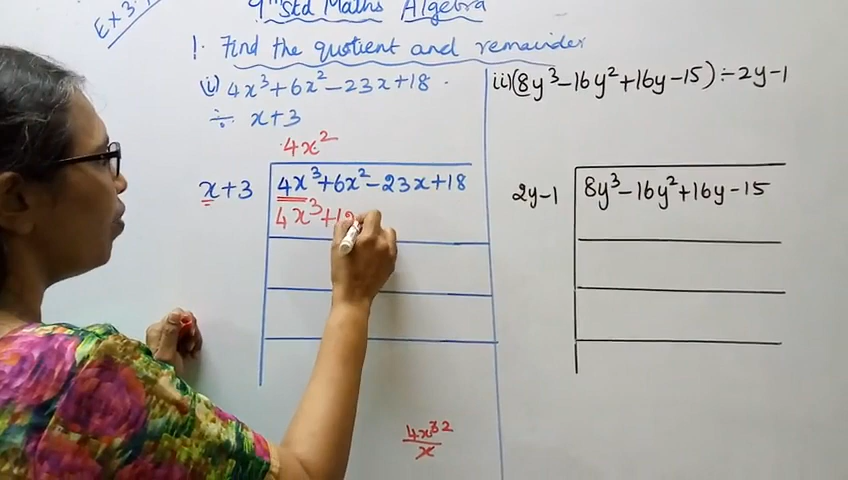 Ex 3.
9th Std Maths Algebra
1. Find the quotient and remainder
(i) 4x³+6x²-23x+18
÷ x+3
4x²
x+3 4x³+6x²-23x+18
4x³+12
4x³ ²
x
ii) (8y³-16y²+16y-15) ÷ 2y-1
2y-1 8y³-16y²+16y-15